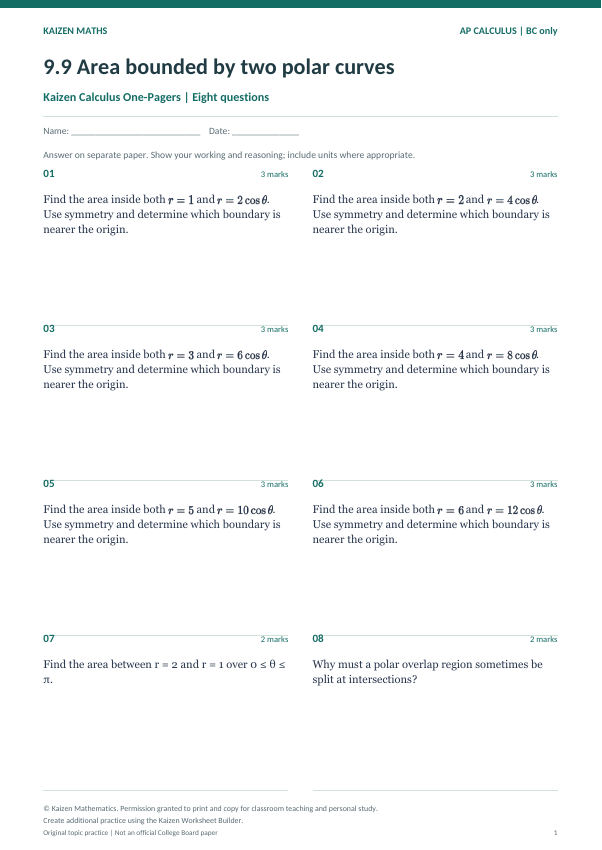 KAIZEN MATHS
AP CALCULUS | BC only
9.9 Area bounded by two polar curves
Kaizen Calculus One-Pagers | Eight questions
Name: ____________________________ Date: ______________
Answer on separate paper. Show your working and reasoning; include units where appropriate.
01 3 marks
Find the area inside both r = 1 and r = 2 cos θ.
Use symmetry and determine which boundary is
nearer the origin.
02 3 marks
Find the area inside both r = 2 and r = 4 cos θ.
Use symmetry and determine which boundary is
nearer the origin.
03 3 marks
Find the area inside both r = 3 and r = 6 cos θ.
Use symmetry and determine which boundary is
nearer the origin.
04 3 marks
Find the area inside both r = 4 and r = 8 cos θ.
Use symmetry and determine which boundary is
nearer the origin.
05 3 marks
Find the area inside both r = 5 and r = 10 cos θ.
Use symmetry and determine which boundary is
nearer the origin.
06 3 marks
Find the area inside both r = 6 and r = 12 cos θ.
Use symmetry and determine which boundary is
nearer the origin.
07 2 marks
Find the area between r = 2 and r = 1 over 0 ≤ θ ≤
π.
08 2 marks
Why must a polar overlap region sometimes be
split at intersections?
© Kaizen Mathematics. Permission granted to print and copy for classroom teaching and personal study.
Create additional practice using the Kaizen Worksheet Builder.
Original topic practice | Not an official College Board paper
1